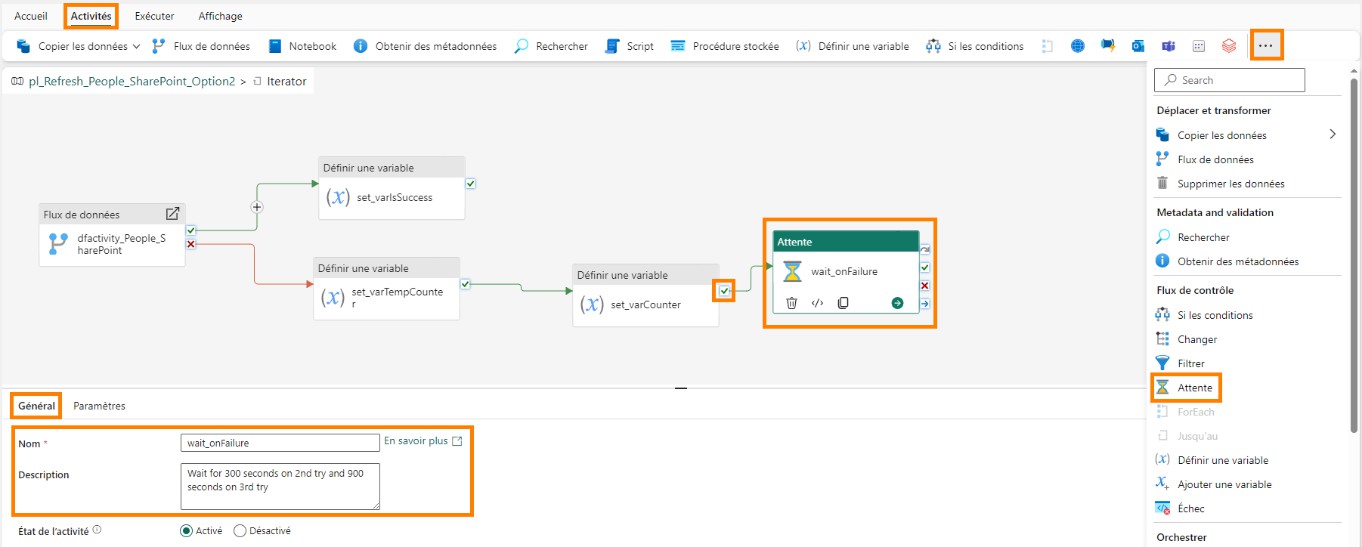 Accueil
Activités
Exécuter
Affichage
Copier les données
Flux de données
Notebook
Obtenir des métadonnées
Rechercher
Script
Procédure stockée
(x) Définir une variable
Si les conditions
...
pl_Refresh_People_SharePoint_Option2 > Iterator
Search
Déplacer et transformer
Copier les données
Flux de données
Supprimer les données
Metadata and validation
Rechercher
Obtenir des métadonnées
Flux de contrôle
Si les conditions
Changer
Filtrer
Attente
ForEach
Jusqu'au
(x) Définir une variable
Ajouter une variable
Échec
Orchestrer
Définir une variable
(x) set_varIsSuccess
Flux de données
dfactivity_People_S
harePoint
Définir une variable
(x) set_varTempCounte
r
Définir une variable
(x) set_varCounter
Attente
wait_onFailure
Général
Paramètres
Nom *
wait_onFailure
En savoir plus
Description
Wait for 300 seconds on 2nd try and 900
seconds on 3rd try
État de l'activité
Activé
Désactivé